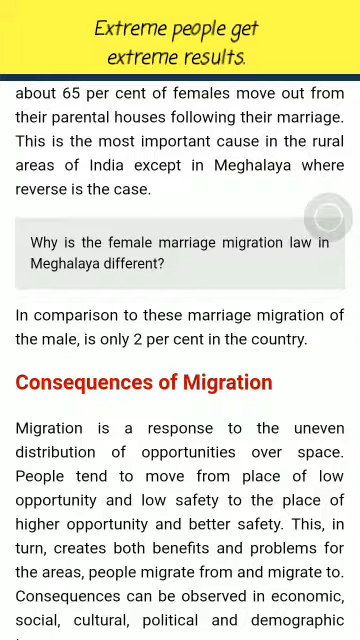 Extreme people get
extreme results.
about 65 per cent of females move out from
their parental houses following their marriage.
This is the most important cause in the rural
areas of India except in Meghalaya where
reverse is the case.
Why is the female marriage migration law in
Meghalaya different?
In comparison to these marriage migration of
the male, is only 2 per cent in the country.
Consequences of Migration
Migration is a response to the uneven
distribution of opportunities over space.
People tend to move from place of low
opportunity and low safety to the place of
higher opportunity and better safety. This, in
turn, creates both benefits and problems for
the areas, people migrate from and migrate to.
Consequences can be observed in economic,
social, cultural, political and demographic